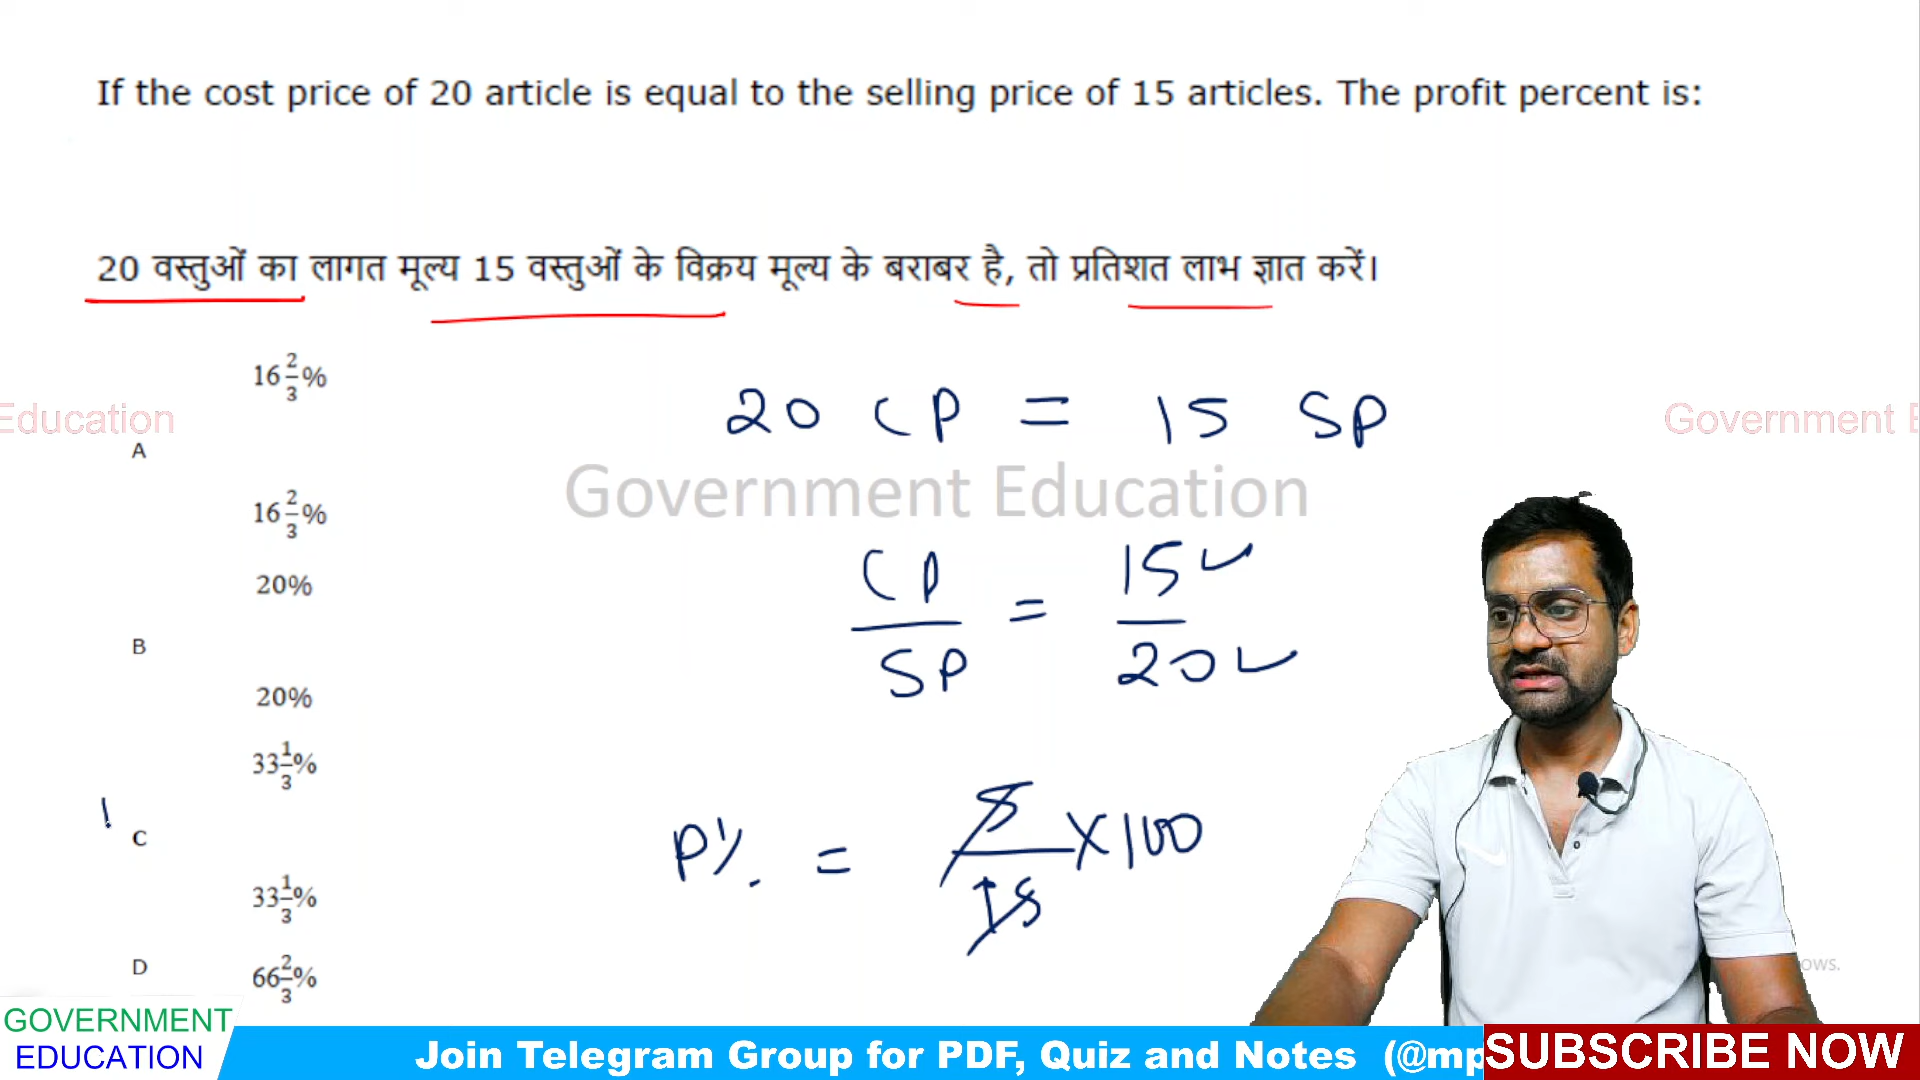 If the cost price of 20 article is equal to the selling price of 15 articles. The profit percent is:
20 वस्तुओं का लागत मूल्य 15 वस्तुओं के विक्रय मूल्य के बराबर है, तो प्रतिशत लाभ ज्ञात करें।
16 2/3%
20 CP = 15 SP
Education
Government E
A
Government Education
16 2/3%
CP/SP = 15/20
20%
B
20%
33 1/3%
C
P% = 5/15 X 100
33 1/3%
D
66 2/3%
ows.
GOVERNMENT
EDUCATION
Join Telegram Group for PDF, Quiz and Notes (@mp
SUBSCRIBE NOW